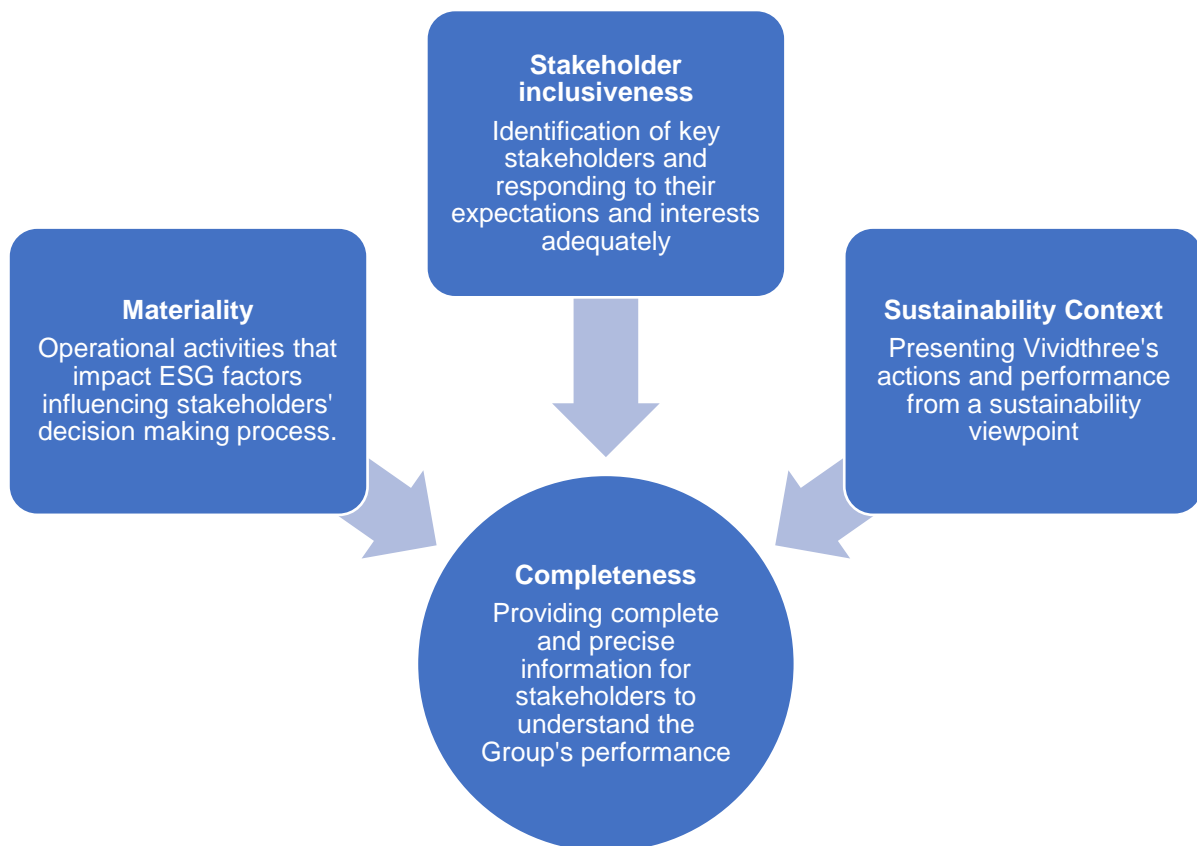 Stakeholder
inclusiveness
Identification of key
stakeholders and
responding to their
expectations and interests
adequately
Materiality
Operational activities that
impact ESG factors
influencing stakeholders'
decision making process.
Sustainability Context
Presenting Vividthree's
actions and performance
from a sustainability
viewpoint
Completeness
Providing complete
and precise
information for
stakeholders to
understand the
Group's performance